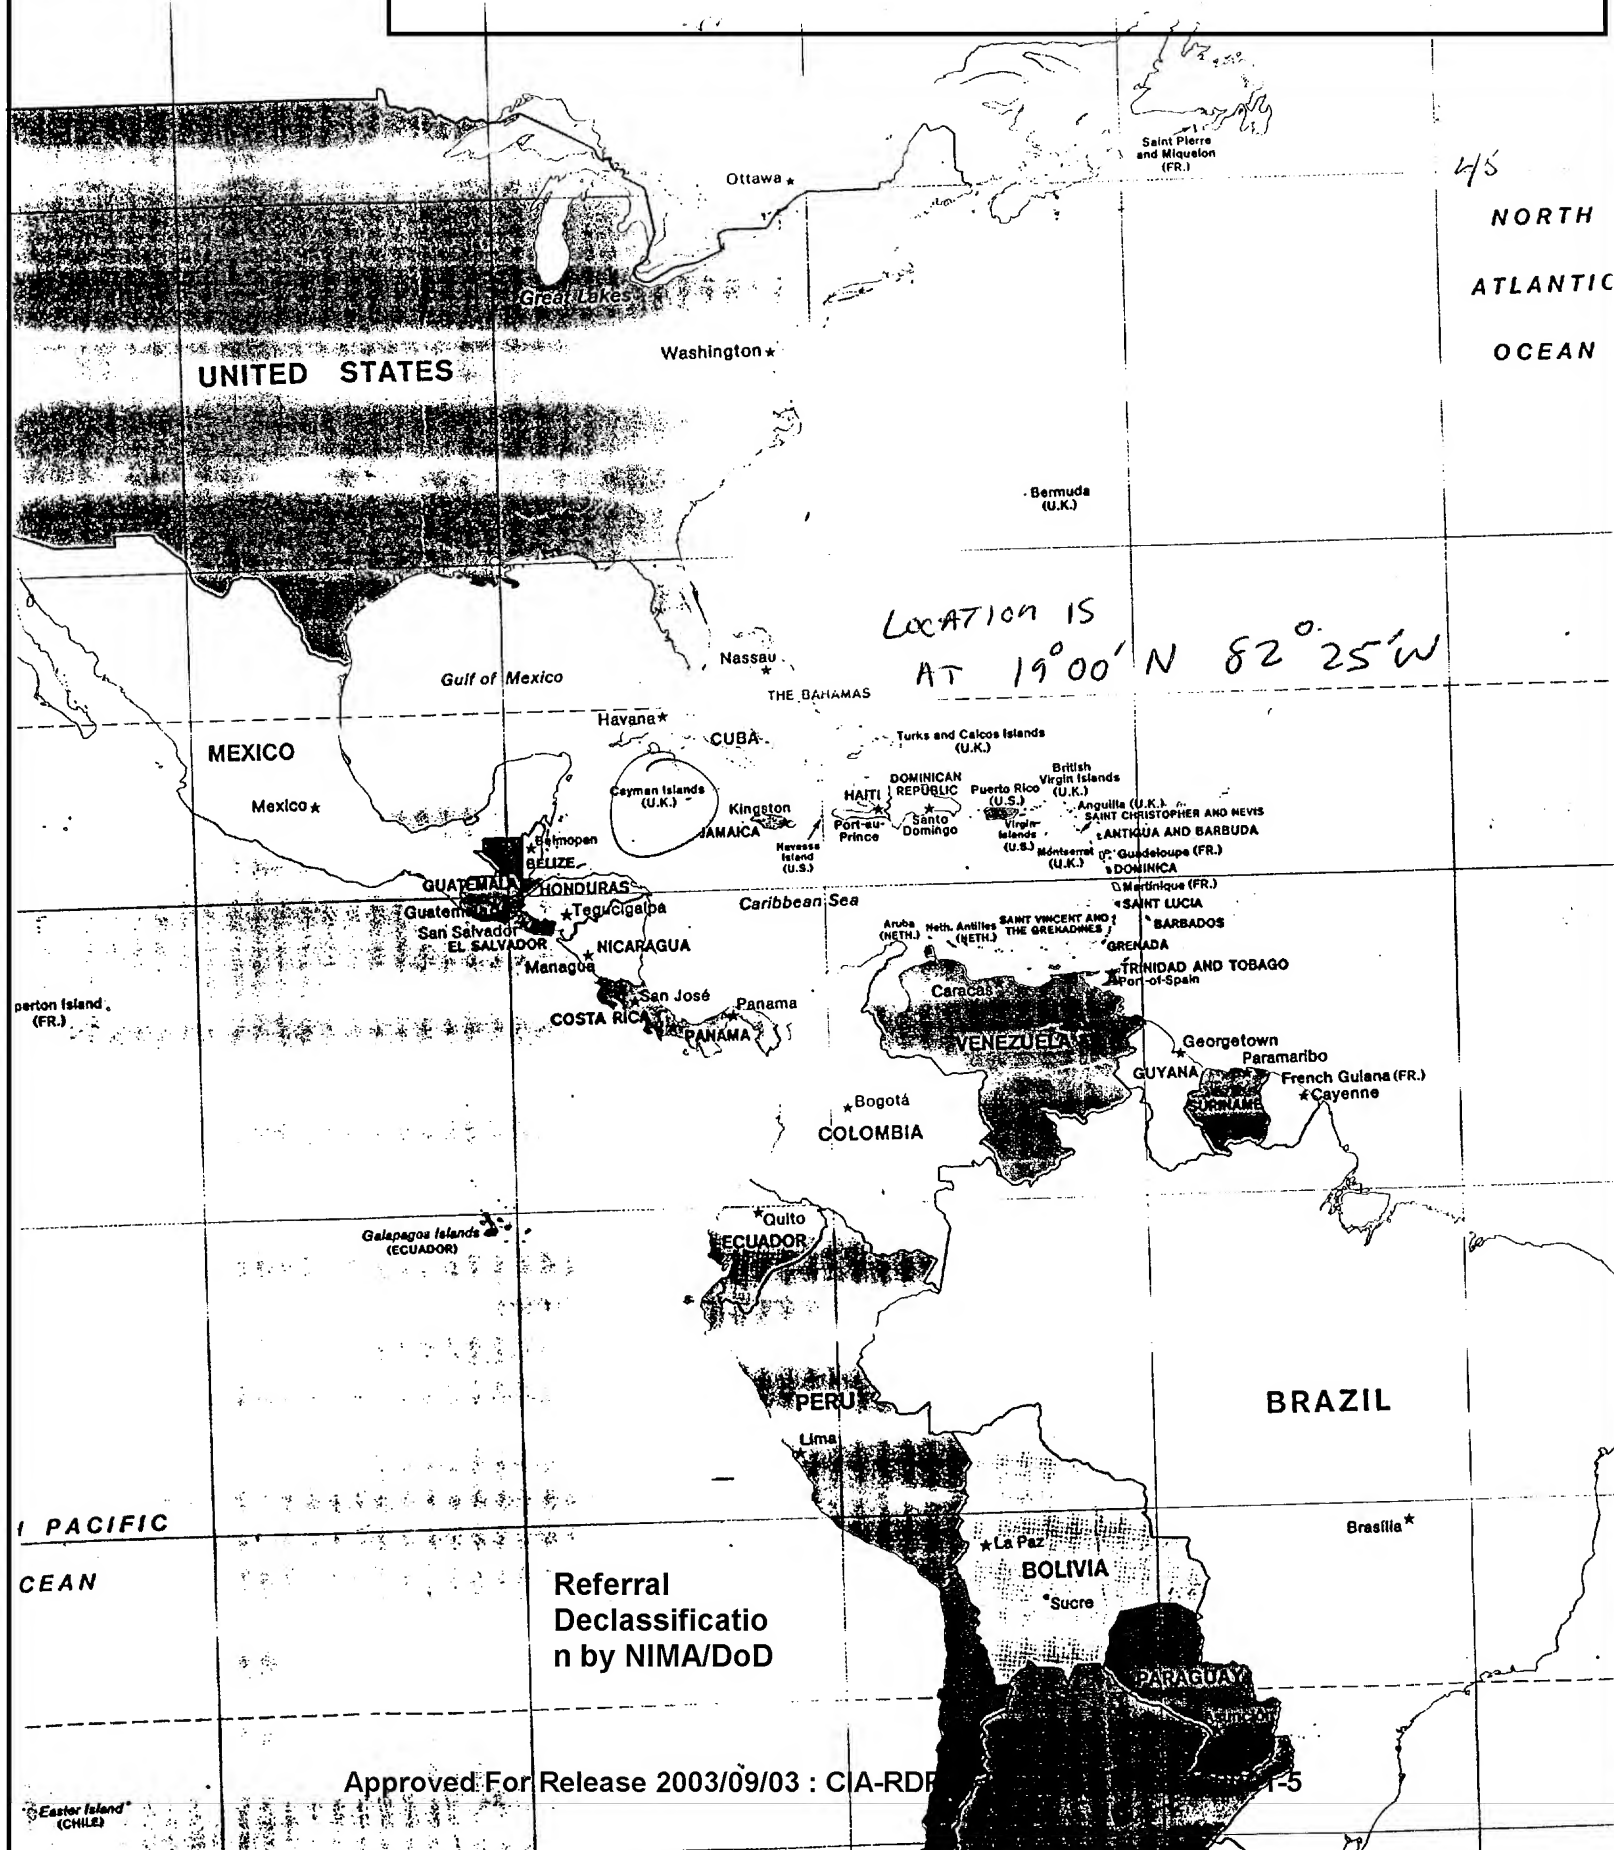 Saint Pierre
and Miquelon
(FR.)
45
Ottawa
NORTH
ATLANTIC
OCEAN
Great Lakes
Washington
UNITED STATES
Bermuda
(U.K.)
LOCATION IS
AT 19°00' N 82° 25' W
Nassau
Gulf of Mexico
THE BAHAMAS
Havana
CUBA
Turks and Caicos Islands
(U.K.)
MEXICO
Mexico
Cayman Islands
(U.K.)
Kingston
JAMAICA
HAITI
Port-au-
Prince
DOMINICAN
REPUBLIC
Santo
Domingo
Puerto Rico
(U.S.)
British
Virgin Islands
(U.K.)
Virgin
Islands
(U.S.)
Anguilla (U.K.)
SAINT CHRISTOPHER AND NEVIS
ANTIGUA AND BARBUDA
Montserrat
(U.K.)
Guadeloupe (FR.)
DOMINICA
Martinique (FR.)
SAINT LUCIA
BARBADOS
Navassa
Island
(U.S.)
Belmopan
BELIZE
GUATEMALA
HONDURAS
Guatemala
Tegucigalpa
San Salvador
EL SALVADOR
NICARAGUA
Managua
Caribbean Sea
Aruba
(NETH.)
Neth. Antilles
(NETH.)
SAINT VINCENT AND
THE GRENADINES
GRENADA
TRINIDAD AND TOBAGO
Port-of-Spain
perton Island
(FR.)
San José
COSTA RICA
Panama
PANAMA
Caracas
VENEZUELA
Georgetown
GUYANA
Paramaribo
SURINAME
French Guiana (FR.)
Cayenne
Bogotá
COLOMBIA
Galapagos Islands
(ECUADOR)
Quito
ECUADOR
PERU
Lima
BRAZIL
Brasília
PACIFIC
CEAN
La Paz
BOLIVIA
Sucre
Referral
Declassificatio
n by NIMA/DoD
PARAGUAY
Asunción
Approved For Release 2003/09/03 : CIA-RDP
-5
Easter Island
(CHILE)